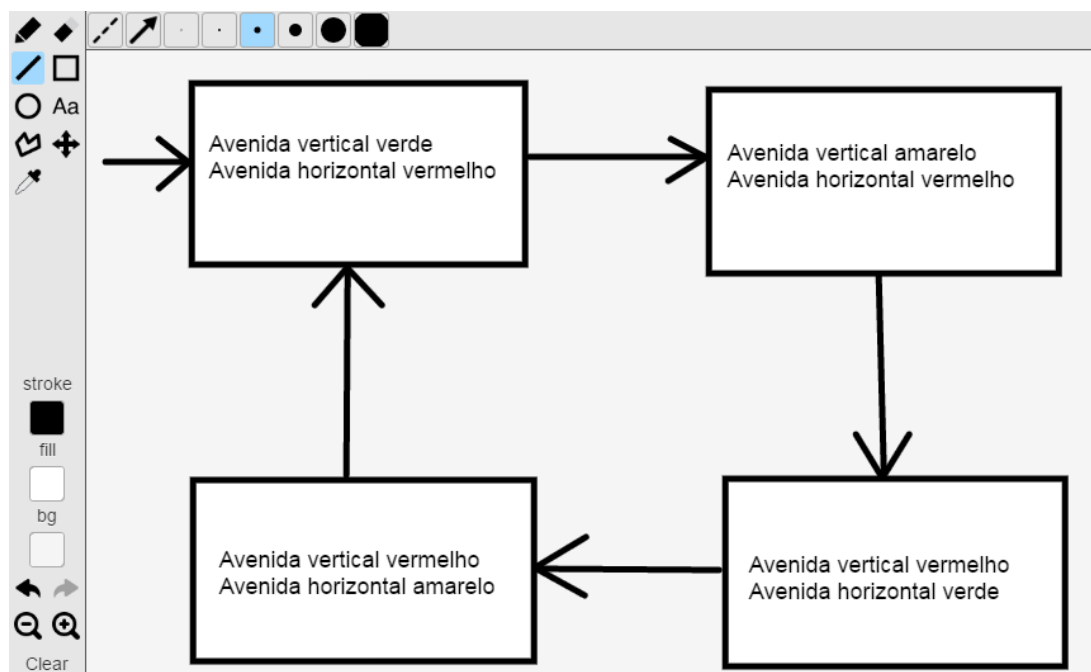 Aa
Avenida vertical verde
Avenida horizontal vermelho
Avenida vertical amarelo
Avenida horizontal vermelho
stroke
fill
bg
Avenida vertical vermelho
Avenida horizontal amarelo
Avenida vertical vermelho
Avenida horizontal verde
Clear